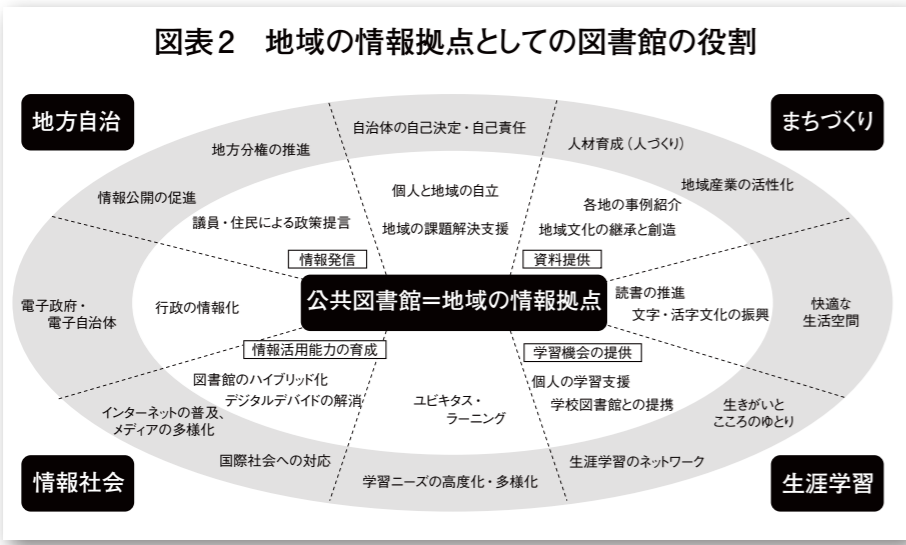 図表2 地域の情報拠点としての図書館の役割
地方自治
まちづくり
自治体の自己決定・自己責任
地方分権の推進
人材育成(人づくり)
情報公開の促進
地域産業の活性化
個人と地域の自立
各地の事例紹介
議員・住民による政策提言
地域の課題解決支援
地域文化の継承と創造
情報発信
資料提供
公共図書館=地域の情報拠点
電子政府・
電子自治体
行政の情報化
読書の推進
文字・活字文化の振興
快適な
生活空間
情報活用能力の育成
学習機会の提供
図書館のハイブリッド化
デジタルデバイドの解消
ユビキタス・
ラーニング
個人の学習支援
学校図書館との提携
インターネットの普及、
メディアの多様化
生きがいと
こころのゆとり
国際社会への対応
学習ニーズの高度化・多様化
生涯学習のネットワーク
情報社会
生涯学習